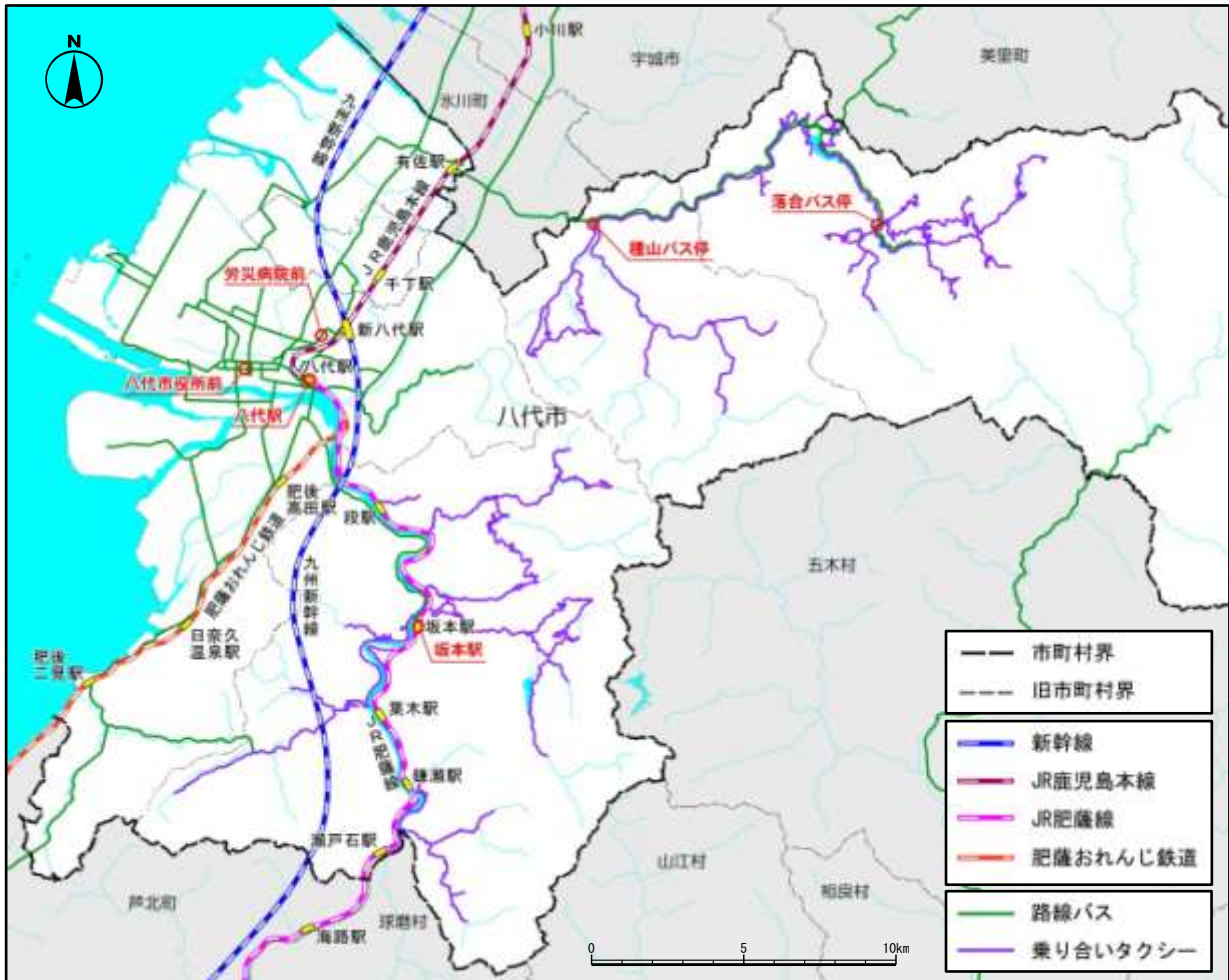 N
小川駅
宇城市
美里町
氷川町
九州新幹線
有佐駅
JR鹿児島本線
落合バス停
種山バス停
千丁駅
労災病院前
新八代駅
八代駅
八代市役所前
八代駅
八代市
肥後
高田駅
段駅
肥薩おれんじ鉄道
九州新幹線
五木村
坂本駅
坂本駅
日奈久
温泉駅
肥後
二見駅
葉木駅
JR肥薩線
鎌瀬駅
瀬戸石駅
山江村
相良村
芦北町
球磨村
海路駅
市町村界
旧市町村界
新幹線
JR鹿児島本線
JR肥薩線
肥薩おれんじ鉄道
路線バス
乗り合いタクシー
0 5 10km